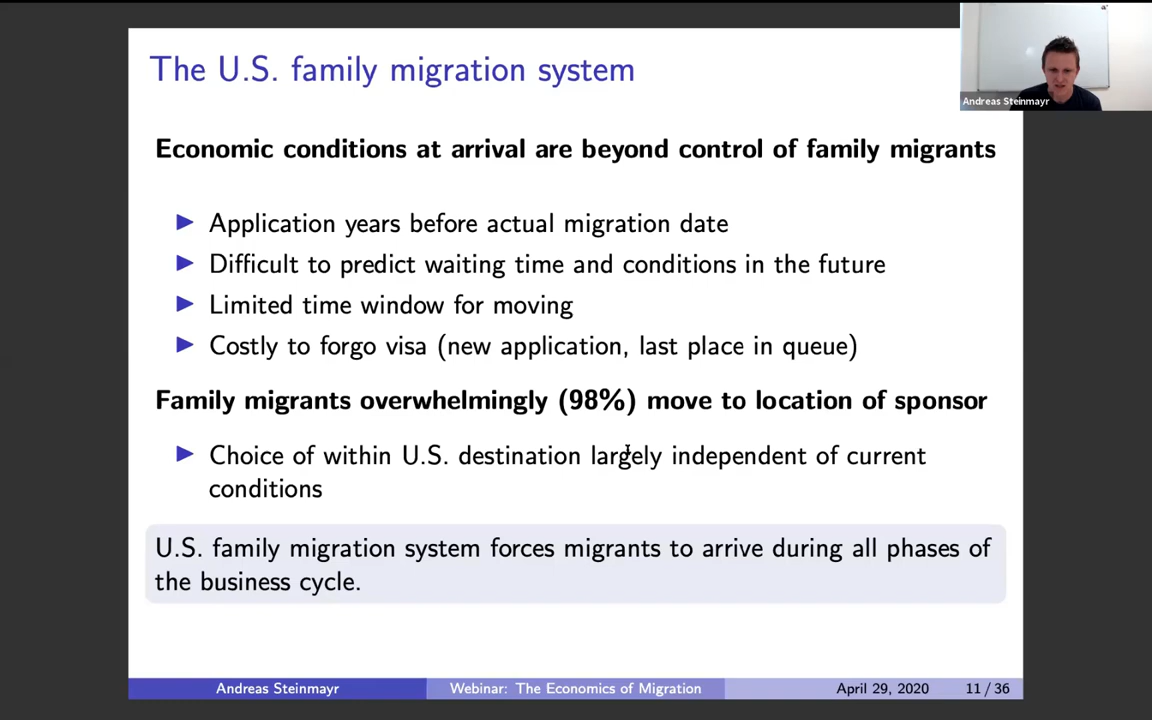 The U.S. family migration system
Andreas Steinmayr
Economic conditions at arrival are beyond control of family migrants
Application years before actual migration date
Difficult to predict waiting time and conditions in the future
Limited time window for moving
Costly to forgo visa (new application, last place in queue)
Family migrants overwhelmingly (98%) move to location of sponsor
Choice of within U.S. destination largely independent of current
conditions
U.S. family migration system forces migrants to arrive during all phases of
the business cycle.
Andreas Steinmayr Webinar: The Economics of Migration April 29, 2020 11 / 36